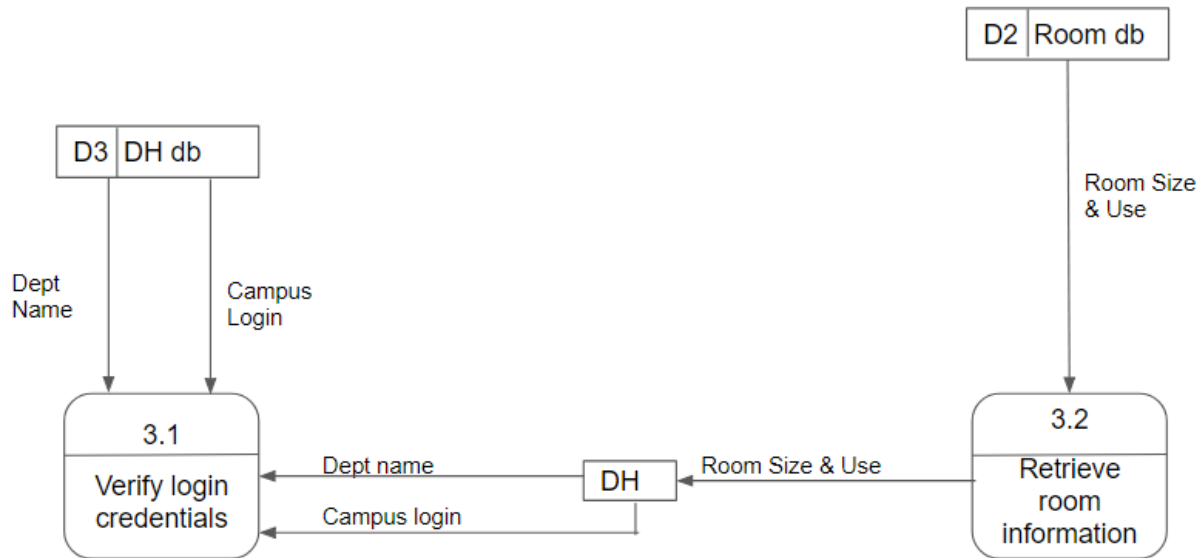 D2 Room db
D3 DH db
Room Size
& Use
Dept
Name
Campus
Login
3.1
Verify login
credentials
Dept name
Campus login
DH
Room Size & Use
3.2
Retrieve
room
information